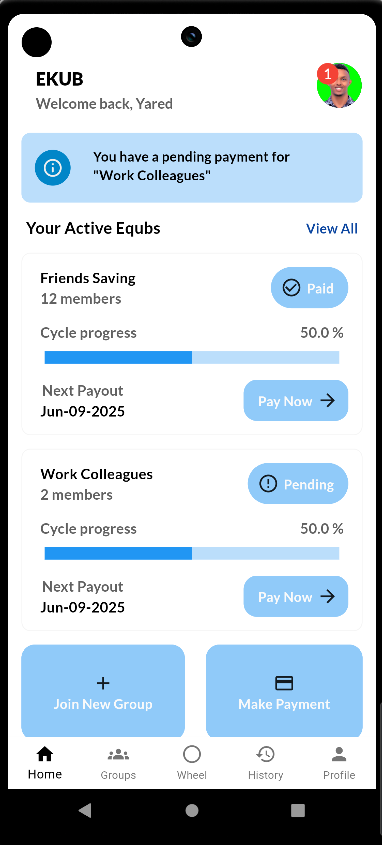 EKUB
1
Welcome back, Yared
You have a pending payment for
"Work Colleagues"
Your Active Equbs
View All
Friends Saving
Paid
12 members
Cycle progress
50.0 %
Next Payout
Jun-09-2025
Pay Now
Work Colleagues
Pending
2 members
Cycle progress
50.0 %
Next Payout
Jun-09-2025
Pay Now
Join New Group
Make Payment
Home
Groups
Wheel
History
Profile